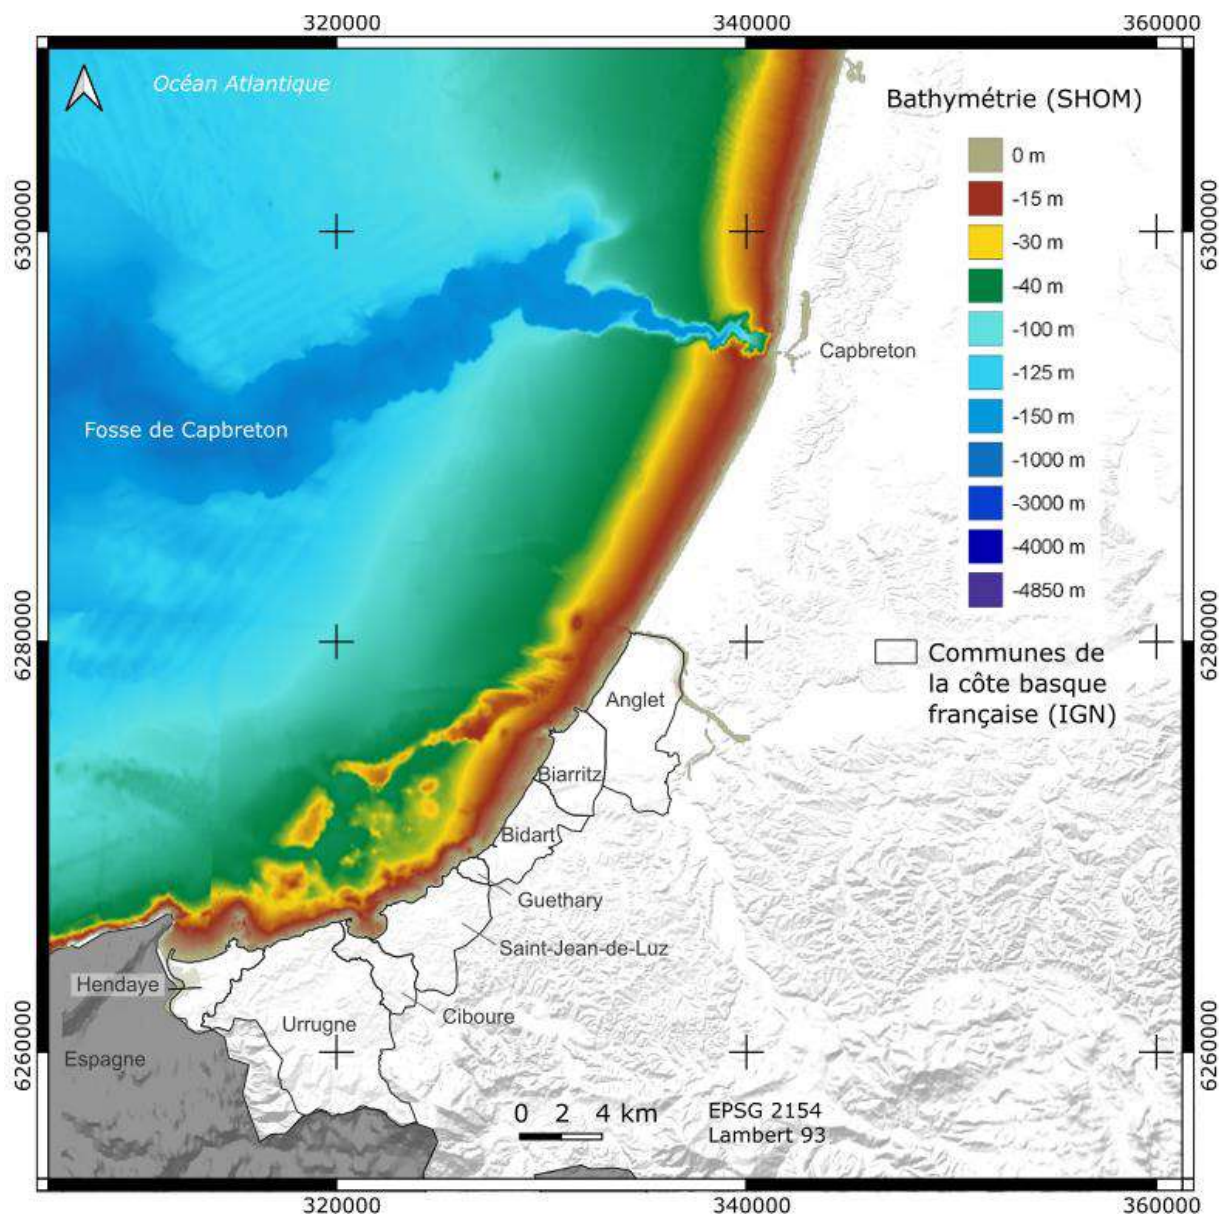 320000
340000
360000
Océan Atlantique
Bathymétrie (SHOM)
0 m
-15 m
-30 m
-40 m
-100 m
-125 m
-150 m
-1000 m
-3000 m
-4000 m
-4850 m
6300000
6300000
Capbreton
Fosse de Capbreton
6280000
6280000
Communes de
la côte basque
française (IGN)
Anglet
Biarritz
Bidart
Guethary
Saint-Jean-de-Luz
Hendaye
Ciboure
Urrugne
Espagne
6260000
6260000
0 2 4 km
EPSG 2154
Lambert 93
320000
340000
360000